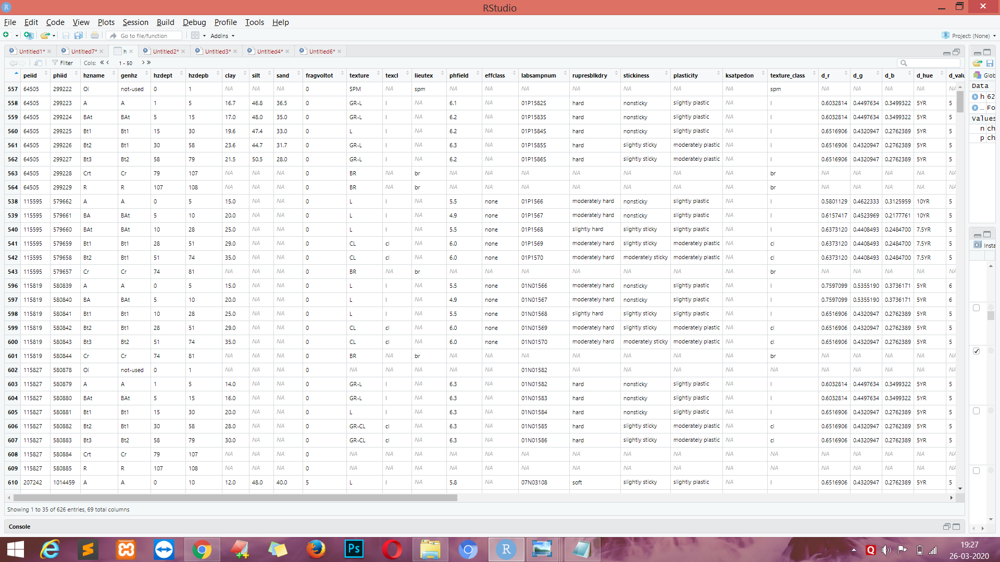 RStudio
File Edit Code View Plots Session Build Debug Profile Tools Help
Go to file/function Addins Project: (None)
Untitled1* Untitled7* h Untitled2* Untitled3* Untitled4* Untitled6*
Filter Cols: 1 - 50
peiid phiid hzname genhz hzdept hzdepb clay silt sand fragvoltot texture texcl lieutex phfield effclass labsampnum rupresblkdry stickiness plasticity ksatpedon texture_class d_r d_g d_b d_hue d_valu
557 64505 299222 Oi not-used 0 1 NA NA NA 0 SPM NA spm NA NA NA NA NA NA NA spm NA NA NA NA NA
558 64505 299223 A A 1 5 16.7 46.8 36.5 0 GR-L l NA 6.1 NA 01P1582S hard nonsticky slightly plastic NA l 0.6032814 0.4497634 0.3499322 5YR 5
559 64505 299224 BAt BAt 5 15 17.0 48.0 35.0 0 GR-L l NA 6.2 NA 01P1583S hard nonsticky slightly plastic NA l 0.6032814 0.4497634 0.3499322 5YR 5
560 64505 299225 Bt1 Bt1 15 30 19.6 47.4 33.0 0 L l NA 6.2 NA 01P1584S hard nonsticky slightly plastic NA l 0.6516906 0.4320947 0.2762389 5YR 5
561 64505 299226 Bt2 Bt1 30 58 23.6 44.7 31.7 0 GR-L l NA 6.3 NA 01P1585S hard slightly sticky moderately plastic NA l 0.6516906 0.4320947 0.2762389 5YR 5
562 64505 299227 Bt3 Bt2 58 79 21.5 50.5 28.0 0 GR-L l NA 6.2 NA 01P1586S hard slightly sticky moderately plastic NA l 0.6516906 0.4320947 0.2762389 5YR 5
563 64505 299228 Crt Cr 79 107 NA NA NA 0 BR NA br NA NA NA NA NA NA NA br NA NA NA NA NA
564 64505 299229 R R 107 108 NA NA NA 0 BR NA br NA NA NA NA NA NA NA br NA NA NA NA NA
538 115595 579662 A A 0 5 15.0 NA NA 0 L l NA 5.5 none 01P1566 moderately hard nonsticky slightly plastic NA l 0.5801129 0.4622333 0.3125959 10YR 5
539 115595 579661 BA BAt 5 10 20.0 NA NA 0 L l NA 4.9 none 01P1567 moderately hard nonsticky slightly plastic NA l 0.6157417 0.4523969 0.2177761 10YR 5
540 115595 579660 BAt BAt 10 28 25.0 NA NA 0 L l NA 5.5 none 01P1568 slightly hard slightly sticky slightly plastic NA l 0.6373120 0.4408493 0.2484700 7.5YR 5
541 115595 579659 Bt1 Bt1 28 51 29.0 NA NA 0 CL cl NA 6.0 none 01P1569 moderately hard slightly sticky moderately plastic NA cl 0.6373120 0.4408493 0.2484700 7.5YR 5
542 115595 579658 Bt2 Bt1 51 74 35.0 NA NA 0 CL cl NA 6.0 none 01P1570 moderately hard moderately sticky moderately plastic NA cl 0.6373120 0.4408493 0.2484700 7.5YR 5
543 115595 579657 Cr Cr 74 81 NA NA NA 0 BR NA br NA NA NA NA NA NA NA br NA NA NA NA NA
596 115819 580839 A A 0 5 15.0 NA NA 0 L l NA 5.5 none 01N01566 moderately hard nonsticky slightly plastic NA l 0.7597099 0.5355190 0.3736171 5YR 6
597 115819 580840 BA BAt 5 10 20.0 NA NA 0 L l NA 4.9 none 01N01567 moderately hard nonsticky slightly plastic NA l 0.7597099 0.5355190 0.3736171 5YR 6
598 115819 580841 Bt1 Bt1 10 28 25.0 NA NA 0 L l NA 5.5 none 01N01568 slightly hard slightly sticky slightly plastic NA l 0.6516906 0.4320947 0.2762389 5YR 5
599 115819 580842 Bt2 Bt1 28 51 29.0 NA NA 0 CL cl NA 6.0 none 01N01569 moderately hard slightly sticky moderately plastic NA cl 0.6516906 0.4320947 0.2762389 5YR 5
600 115819 580843 Bt3 Bt2 51 74 35.0 NA NA 0 CL cl NA 6.0 none 01N01570 moderately hard moderately sticky moderately plastic NA cl 0.6516906 0.4320947 0.2762389 5YR 5
601 115819 580844 Cr Cr 74 81 NA NA NA 0 BR NA br NA NA NA NA NA NA NA br NA NA NA NA NA
602 115827 580878 Oi not-used 0 1 NA NA NA 0 NA NA NA NA NA 01N01582 NA NA NA NA NA NA NA NA NA NA
603 115827 580879 A A 1 5 14.0 NA NA 0 GR-L l NA 6.3 NA 01N01582 hard nonsticky slightly plastic NA l 0.6032814 0.4497634 0.3499322 5YR 5
604 115827 580880 BAt BAt 5 15 16.0 NA NA 0 GR-L l NA 6.3 NA 01N01583 hard nonsticky slightly plastic NA l 0.6032814 0.4497634 0.3499322 5YR 5
605 115827 580881 Bt1 Bt1 15 30 20.0 NA NA 0 L l NA 6.3 NA 01N01584 hard nonsticky slightly plastic NA l 0.6516906 0.4320947 0.2762389 5YR 5
606 115827 580882 Bt2 Bt1 30 58 28.0 NA NA 0 GR-CL cl NA 6.3 NA 01N01585 hard slightly sticky moderately plastic NA cl 0.6516906 0.4320947 0.2762389 5YR 5
607 115827 580883 Bt3 Bt2 58 79 30.0 NA NA 0 GR-CL cl NA 6.3 NA 01N01586 hard slightly sticky moderately plastic NA cl 0.6516906 0.4320947 0.2762389 5YR 5
608 115827 580884 Crt Cr 79 107 NA NA NA 0 NA NA NA NA NA NA NA NA NA NA NA NA NA NA NA NA
609 115827 580885 R R 107 108 NA NA NA 0 NA NA NA NA NA NA NA NA NA NA NA NA NA NA NA NA
610 207242 1014459 A A 0 10 12.0 48.0 40.0 5 L l NA 5.8 NA 07N03108 soft slightly sticky slightly plastic NA l 0.6516906 0.4320947 0.2762389 5YR 5
Showing 1 to 35 of 626 entries, 69 total columns
Console
Glob
Data
h 62
... Fo
Values
n ch
p ch
Insta
19:27
26-03-2020